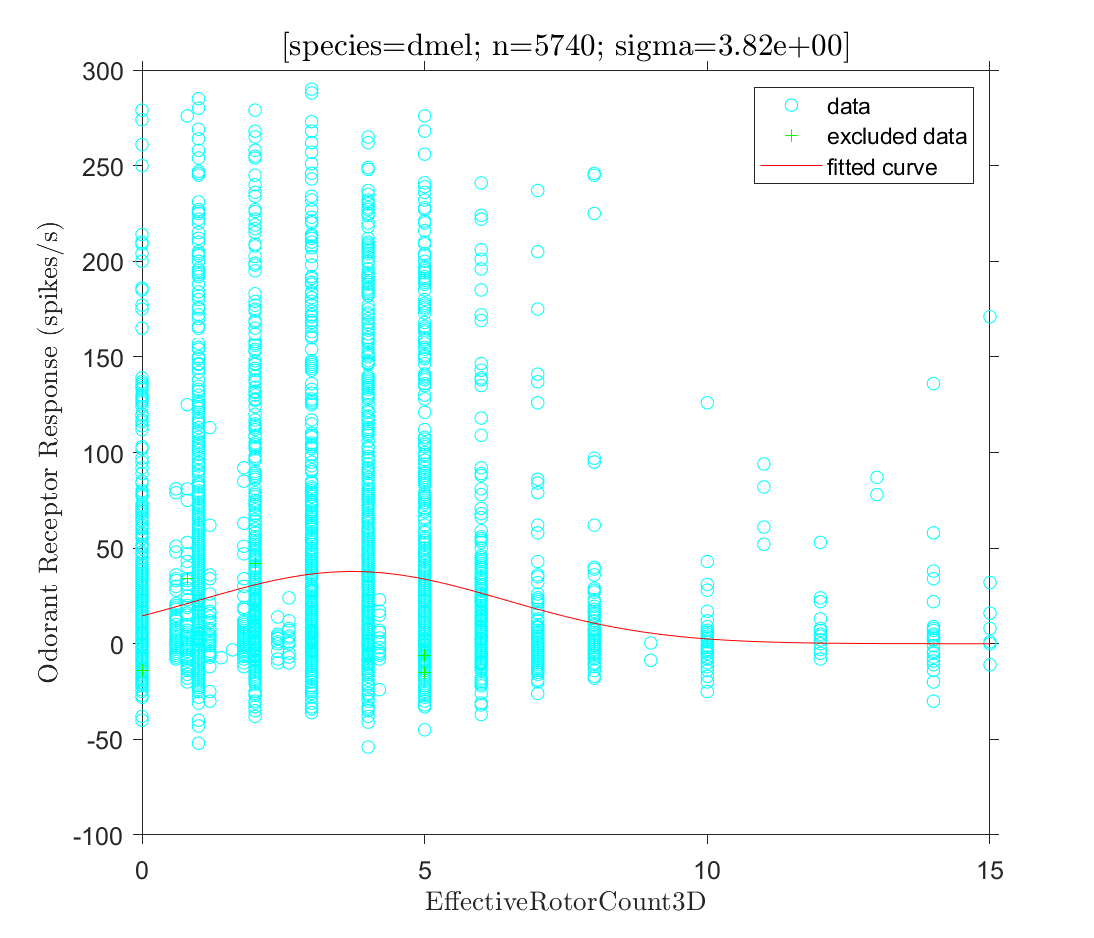 [species=dmel; n=5740; sigma=3.82e+00]
300
250
200
150
100
50
0
-50
-100
Odorant Receptor Response (spikes/s)
data
excluded data
fitted curve
0 5 10 15
EffectiveRotorCount3D